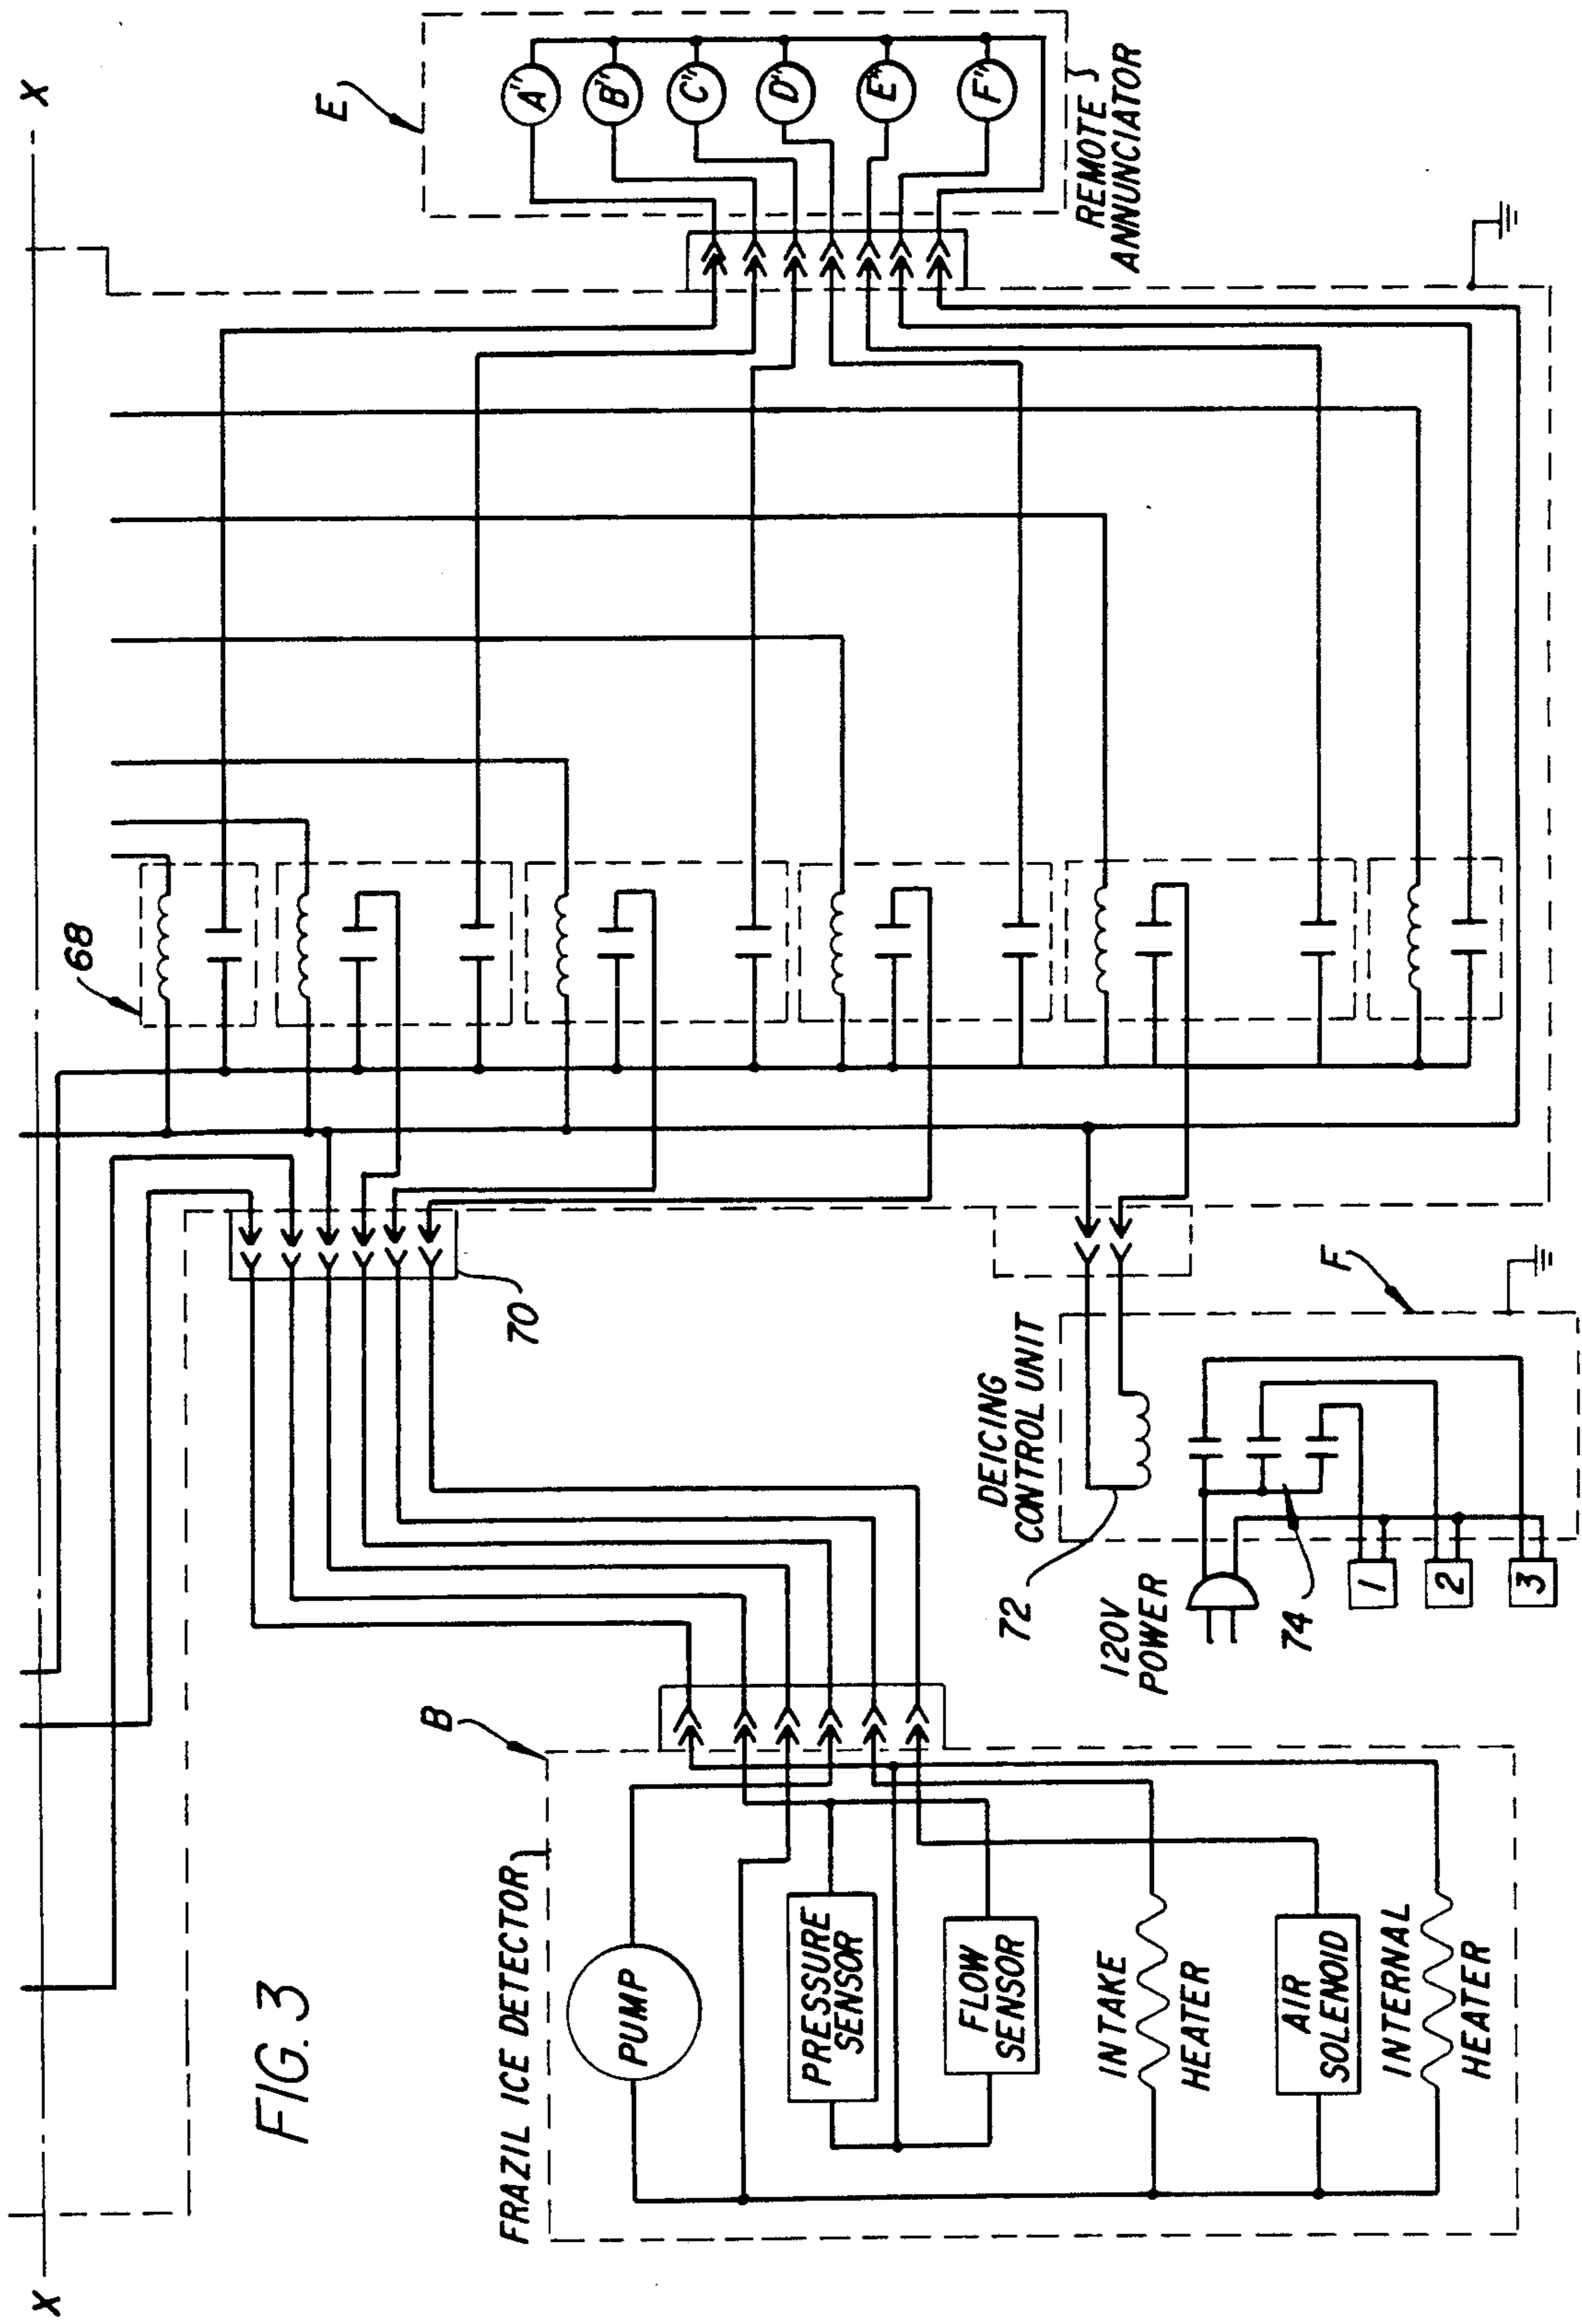 X
X
FIG. 3
68
E
A"
B"
C"
D"
E"
F"
REMOTE
ANNUNCIATOR
70
B
FRAZIL ICE DETECTOR
PUMP
PRESSURE
SENSOR
FLOW
SENSOR
INTAKE
HEATER
AIR
SOLENOID
INTERNAL
HEATER
DEICING
CONTROL UNIT
F
72
120V
POWER
74
1
2
3